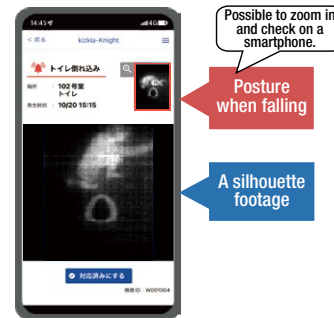 14:45
4G
< 戻る kizkia-Knight
トイレ倒れ込み
場所 : 102号室
トイレ
発生時刻 : 10/20 15:15
対応済みにする
検知ID : W001004
Possible to zoom in
and check on a
smartphone.
Posture
when falling
A silhouette
footage